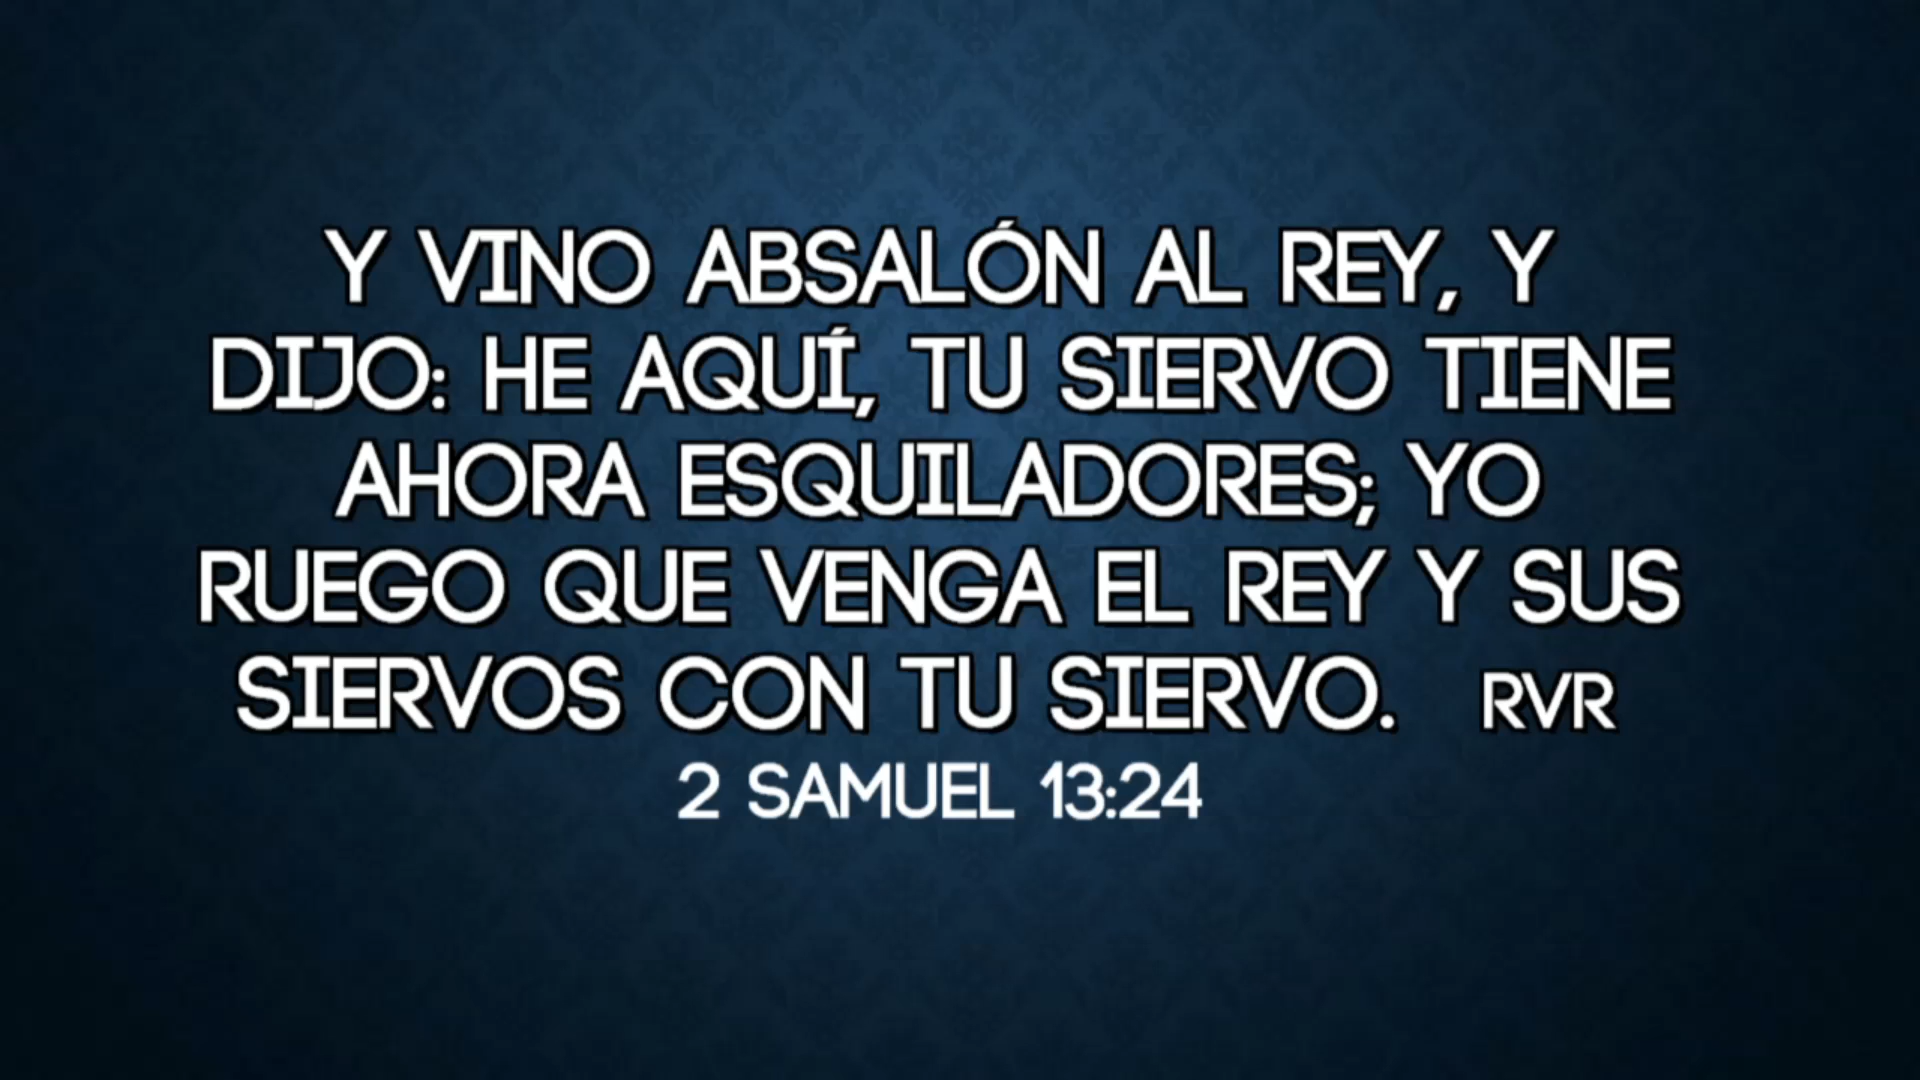 Y VINO ABSALÓN AL REY, Y
DIJO: HE AQUÍ, TU SIERVO TIENE
AHORA ESQUILADORES; YO
RUEGO QUE VENGA EL REY Y SUS
SIERVOS CON TU SIERVO. RVR
2 SAMUEL 13:24